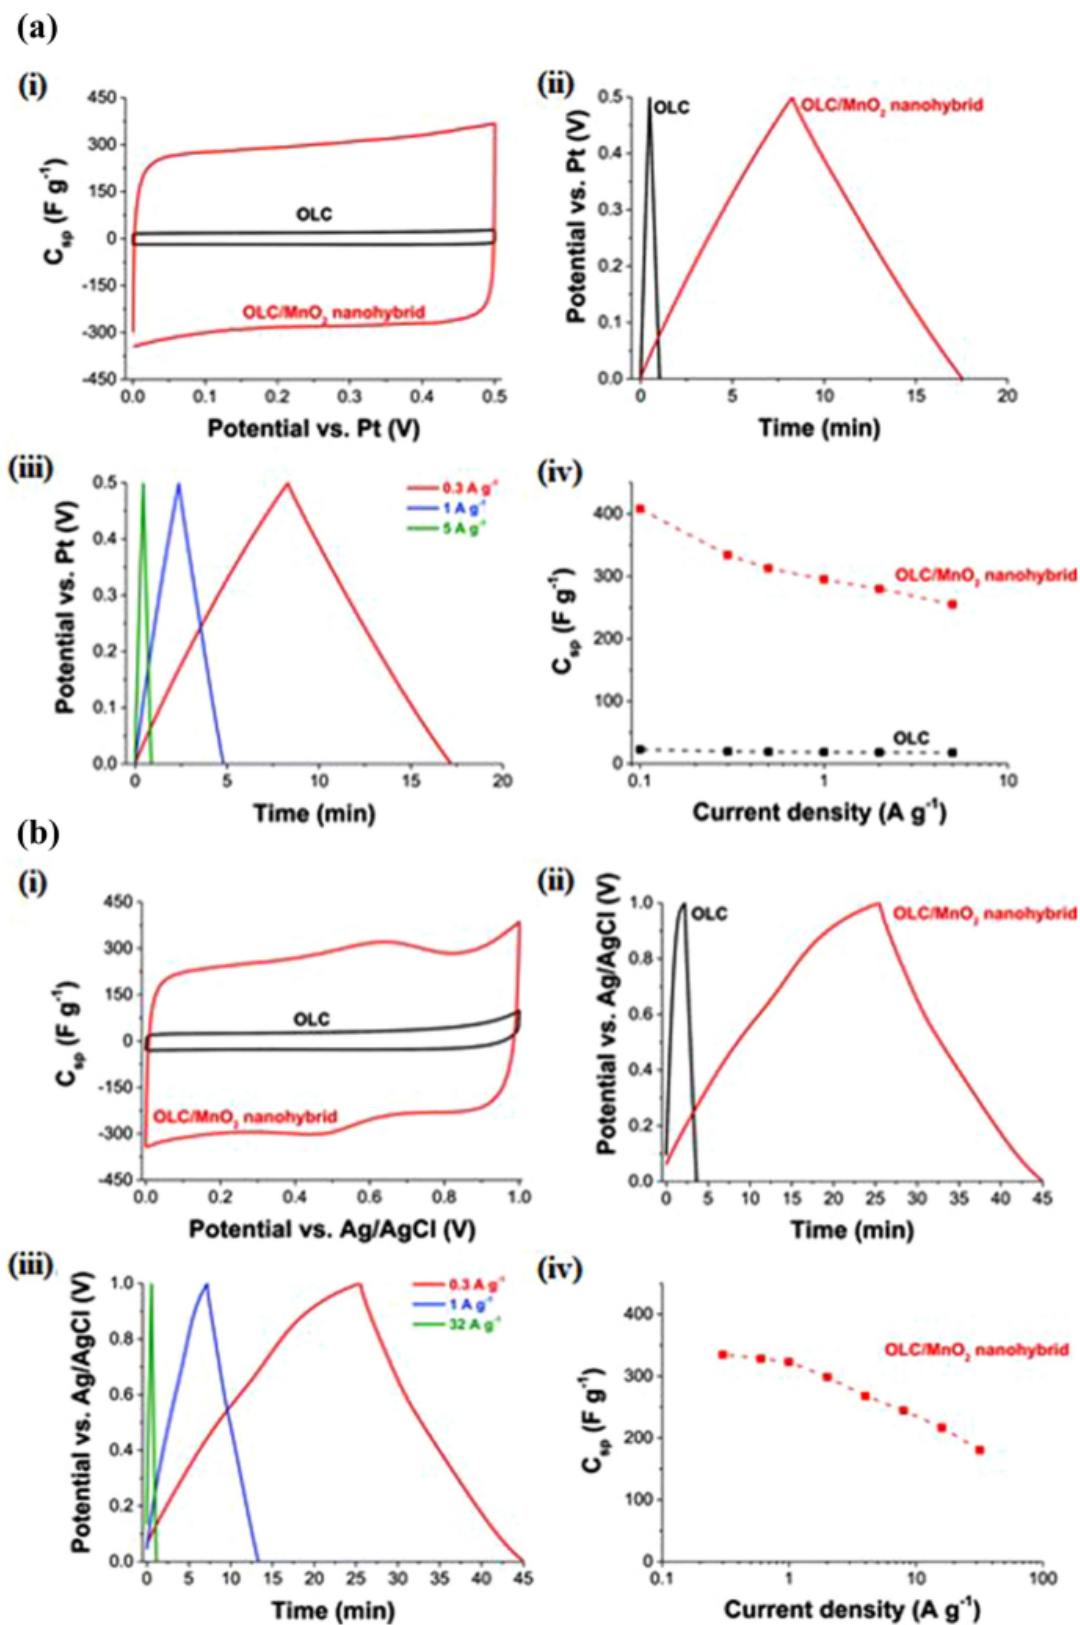 (a)
(i)
450
300
150
0
-150
-300
-450
C_sp (F g⁻¹)
OLC
OLC/MnO₂ nanohybrid
0.0 0.1 0.2 0.3 0.4 0.5
Potential vs. Pt (V)
(ii)
0.5
0.4
0.3
0.2
0.1
0.0
Potential vs. Pt (V)
OLC
OLC/MnO₂ nanohybrid
0 5 10 15 20
Time (min)
(iii)
0.5
0.4
0.3
0.2
0.1
0.0
Potential vs. Pt (V)
0.3 A g⁻¹
1 A g⁻¹
5 A g⁻¹
0 5 10 15 20
Time (min)
(iv)
400
300
200
100
0
C_sp (F g⁻¹)
OLC/MnO₂ nanohybrid
OLC
0.1 1 10
Current density (A g⁻¹)
(b)
(i)
450
300
150
0
-150
-300
-450
C_sp (F g⁻¹)
OLC
OLC/MnO₂ nanohybrid
0.0 0.2 0.4 0.6 0.8 1.0
Potential vs. Ag/AgCl (V)
(ii)
1.0
0.8
0.6
0.4
0.2
0.0
Potential vs. Ag/AgCl (V)
OLC
OLC/MnO₂ nanohybrid
0 5 10 15 20 25 30 35 40 45
Time (min)
(iii)
1.0
0.8
0.6
0.4
0.2
0.0
Potential vs. Ag/AgCl (V)
0.3 A g⁻¹
1 A g⁻¹
32 A g⁻¹
0 5 10 15 20 25 30 35 40 45
Time (min)
(iv)
400
300
200
100
0
C_sp (F g⁻¹)
OLC/MnO₂ nanohybrid
0.1 1 10 100
Current density (A g⁻¹)